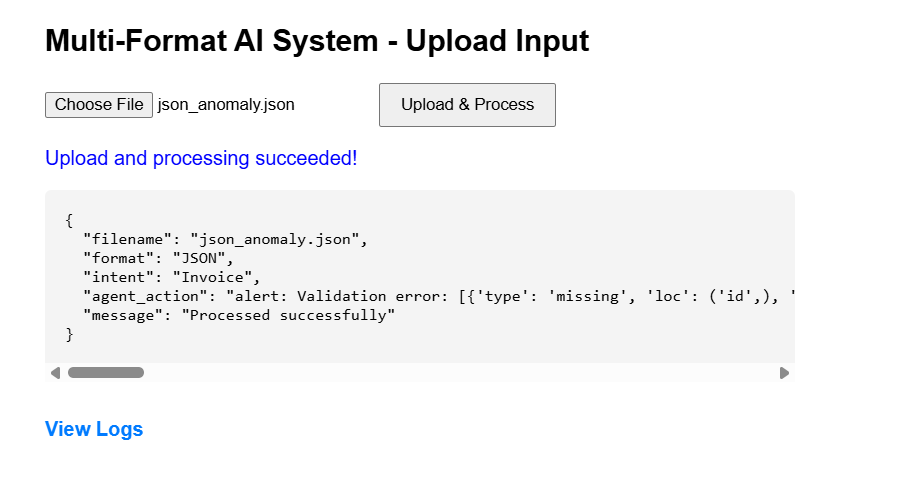 Multi-Format AI System - Upload Input
Choose File json_anomaly.json Upload & Process
Upload and processing succeeded!
{
  "filename": "json_anomaly.json",
  "format": "JSON",
  "intent": "Invoice",
  "agent_action": "alert: Validation error: [{'type': 'missing', 'loc': ('id',), '
  "message": "Processed successfully"
}
View Logs